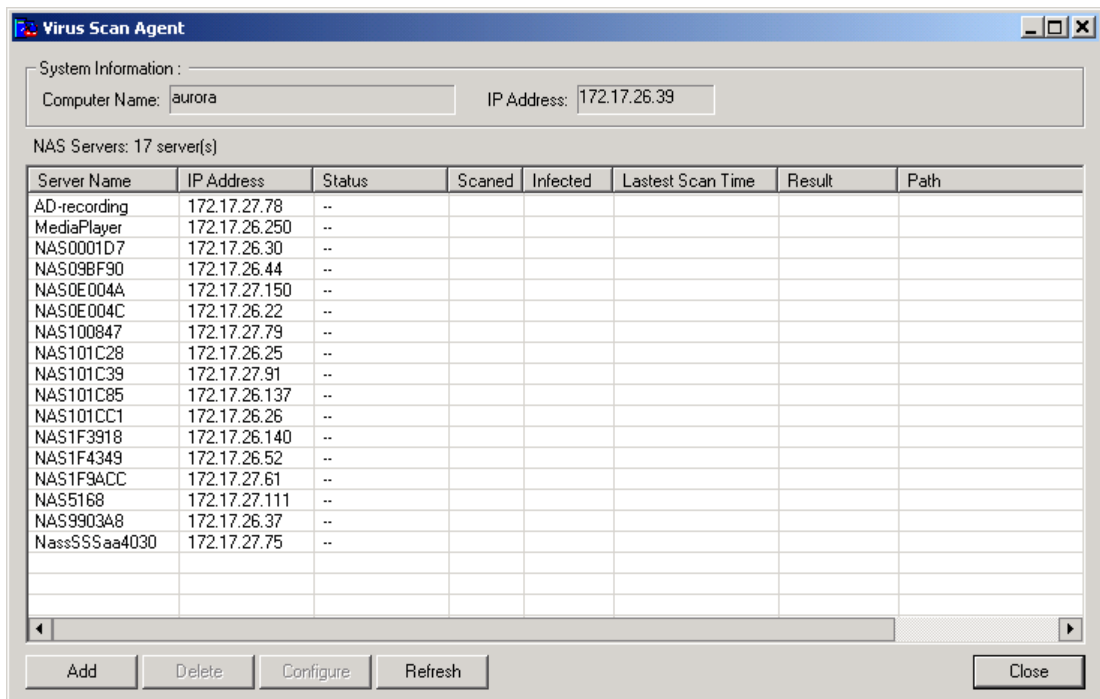 Virus Scan Agent
System Information :
Computer Name: aurora IP Address: 172.17.26.39
NAS Servers: 17 server(s)
Server Name IP Address Status Scaned Infected Lastest Scan Time Result Path
AD-recording 172.17.27.78 --
MediaPlayer 172.17.26.250 --
NAS0001D7 172.17.26.30 --
NAS09BF90 172.17.26.44 --
NAS0E004A 172.17.27.150 --
NAS0E004C 172.17.26.22 --
NAS100847 172.17.27.79 --
NAS101C28 172.17.26.25 --
NAS101C39 172.17.27.91 --
NAS101C85 172.17.26.137 --
NAS101CC1 172.17.26.26 --
NAS1F3918 172.17.26.140 --
NAS1F4349 172.17.26.52 --
NAS1F9ACC 172.17.27.61 --
NAS5168 172.17.27.111 --
NAS9903A8 172.17.26.37 --
NassSSSaa4030 172.17.27.75 --
Add Delete Configure Refresh Close